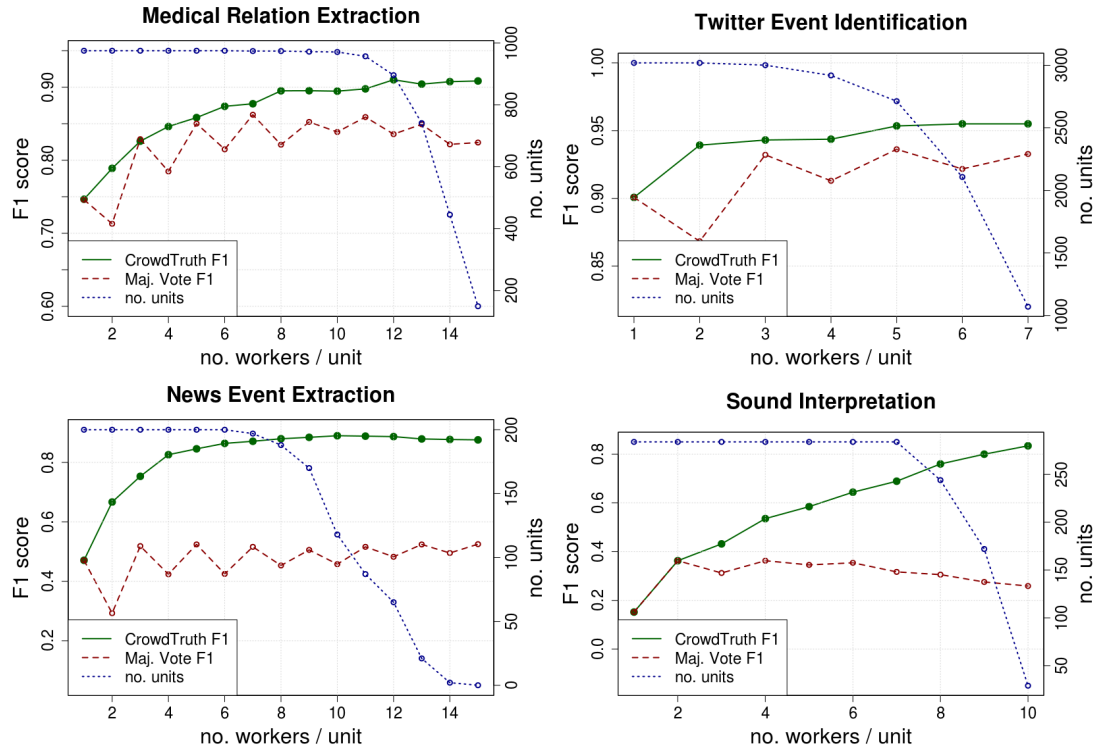 Medical Relation Extraction
F1 score
0.60 0.70 0.80 0.90
200 400 600 800 1000
no. units
CrowdTruth F1
Maj. Vote F1
no. units
2 4 6 8 10 12 14
no. workers / unit
Twitter Event Identification
F1 score
0.85 0.90 0.95 1.00
1000 1500 2000 2500 3000
no. units
CrowdTruth F1
Maj. Vote F1
no. units
1 2 3 4 5 6 7
no. workers / unit
News Event Extraction
F1 score
0.2 0.4 0.6 0.8
0 50 100 150 200
no. units
CrowdTruth F1
Maj. Vote F1
no. units
2 4 6 8 10 12 14
no. workers / unit
Sound Interpretation
F1 score
0.0 0.2 0.4 0.6 0.8
50 100 150 200 250
no. units
CrowdTruth F1
Maj. Vote F1
no. units
2 4 6 8 10
no. workers / unit